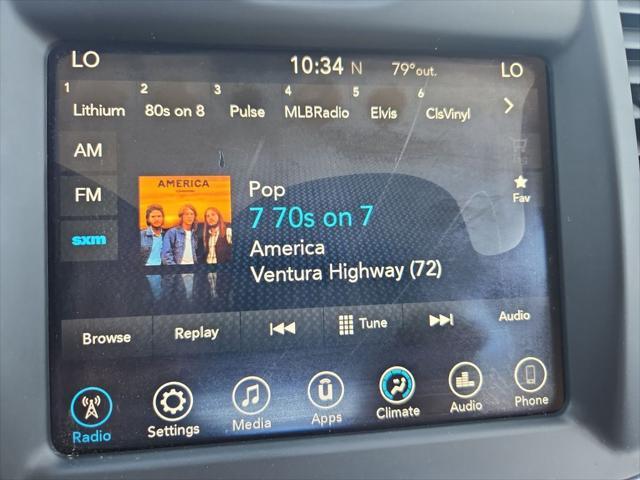 LO 10:34 N 79°out. LO
1 Lithium 2 80s on 8 3 Pulse 4 MLBRadio 5 Elvis 6 ClsVinyl >
AM
FM
sxm
AMERICA
Pop
7 70s on 7
America
Ventura Highway (72)
Fav
Browse Replay Tune Audio
Radio Settings Media Apps Climate Audio Phone